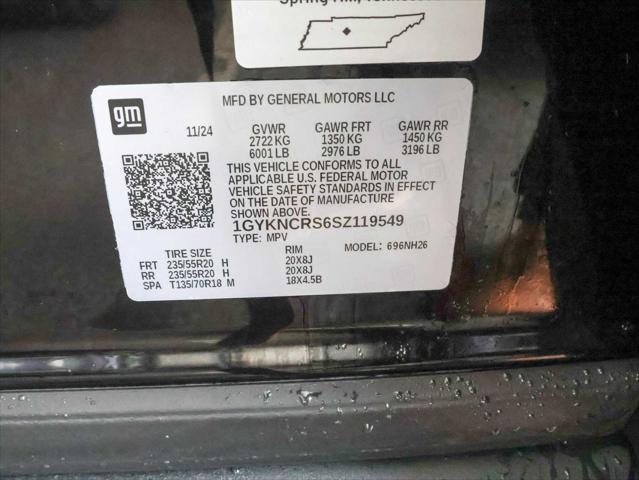 Spring Hill, Tennessee
gm
MFD BY GENERAL MOTORS LLC
11/24 GVWR GAWR FRT GAWR RR
2722 KG 1350 KG 1450 KG
6001 LB 2976 LB 3196 LB
THIS VEHICLE CONFORMS TO ALL
APPLICABLE U.S. FEDERAL MOTOR
VEHICLE SAFETY STANDARDS IN EFFECT
ON THE DATE OF MANUFACTURE
SHOWN ABOVE.
1GYKNCRS6SZ119549
TYPE: MPV MODEL: 696NH26
TIRE SIZE RIM
FRT 235/55R20 H 20X8J
RR 235/55R20 H 20X8J
SPA T135/70R18 M 18X4.5B